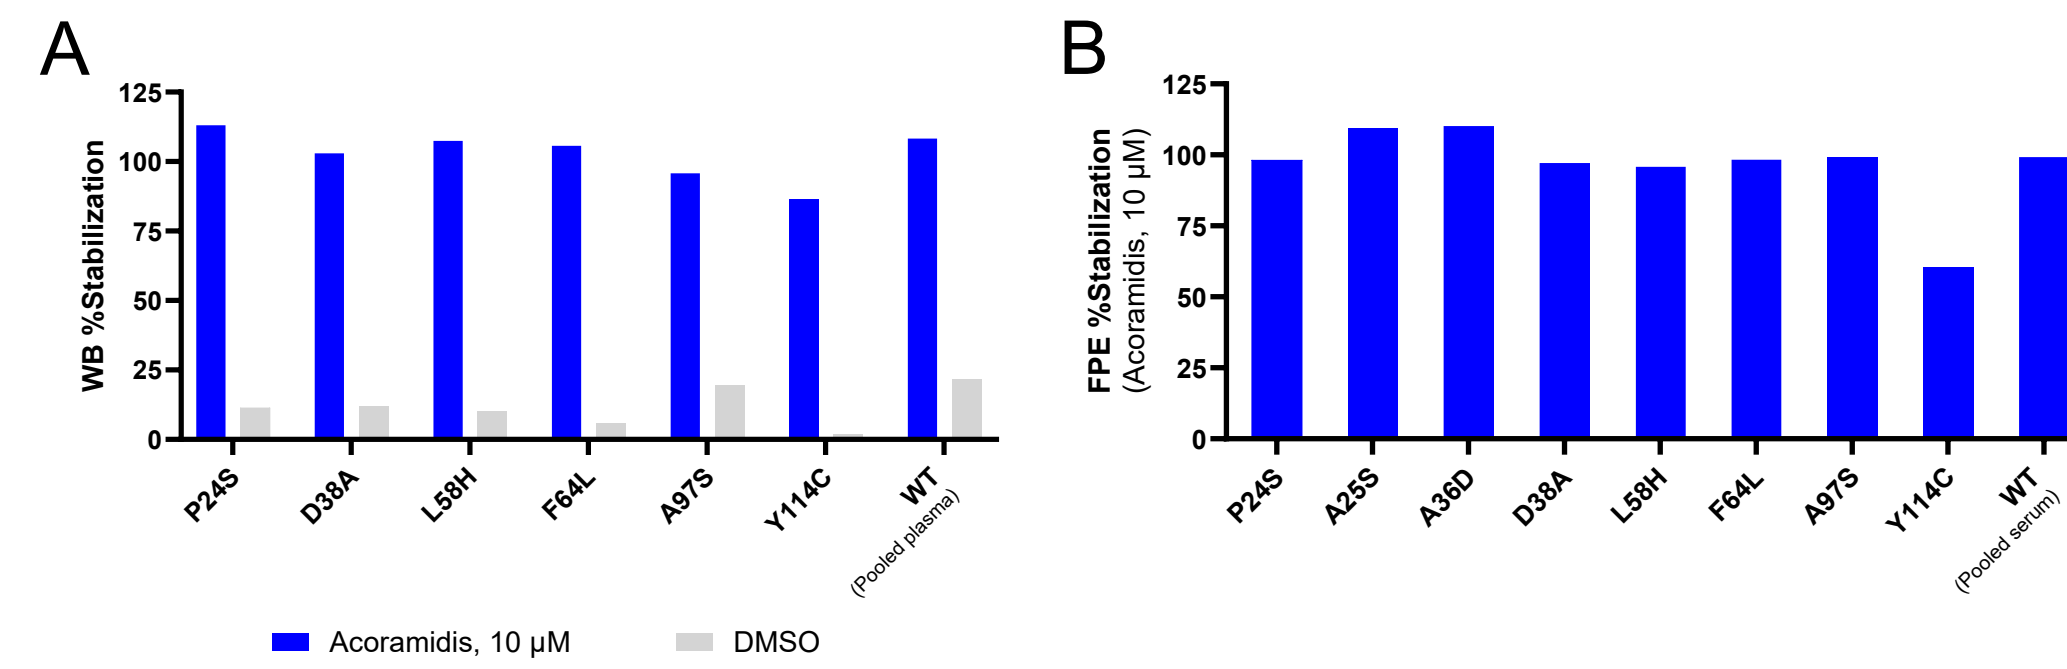 A
WB %Stabilization
125
100
75
50
25
0
P24S
D38A
L58H
F64L
A97S
Y114C
WT
(Pooled plasma)
Acoramidis, 10 µM
DMSO
B
FPE %Stabilization
(Acoramidis, 10 µM)
125
100
75
50
25
0
P24S
A25S
A36D
D38A
L58H
F64L
A97S
Y114C
WT
(Pooled serum)